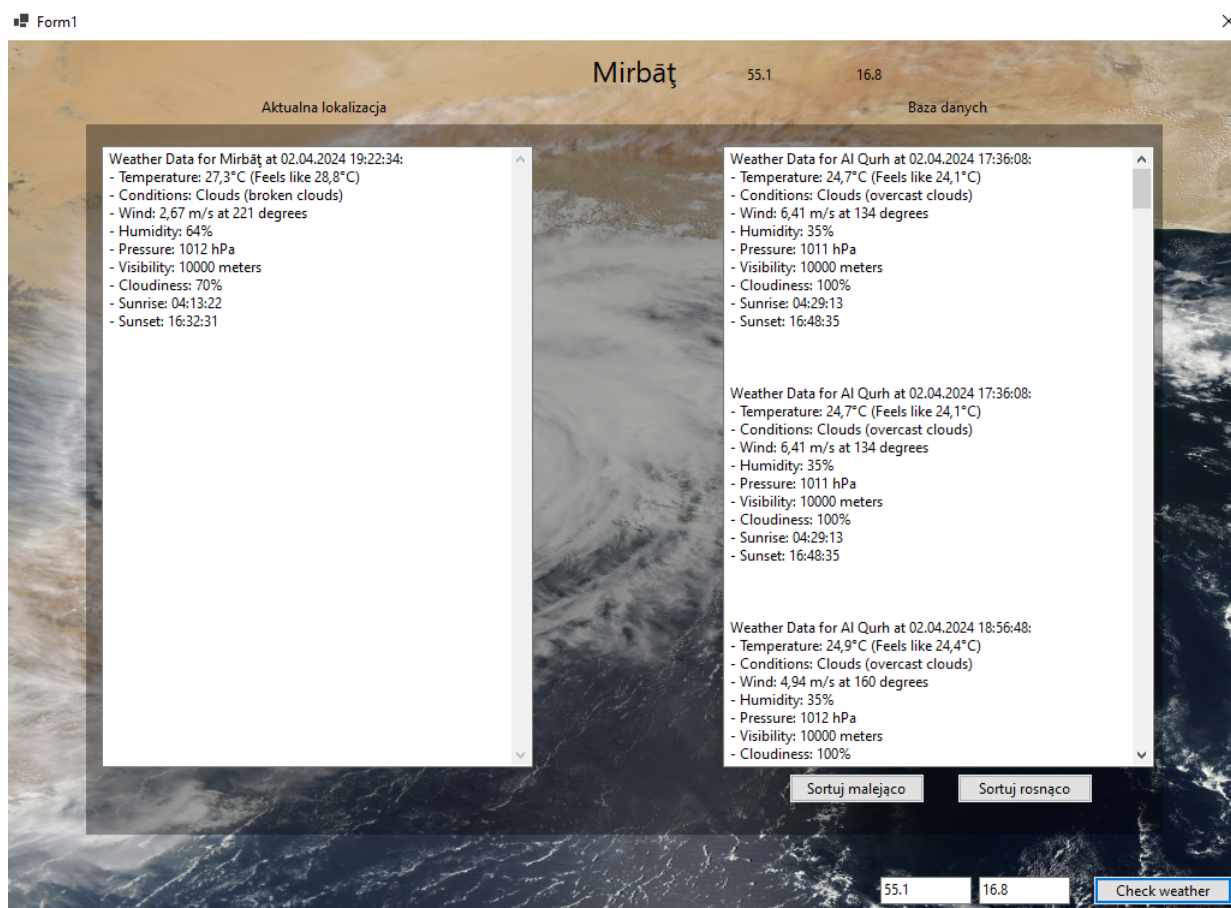 Form1
Mirbāţ 55.1 16.8
Aktualna lokalizacja
Baza danych
Weather Data for Mirbāţ at 02.04.2024 19:22:34:
- Temperature: 27,3°C (Feels like 28,8°C)
- Conditions: Clouds (broken clouds)
- Wind: 2,67 m/s at 221 degrees
- Humidity: 64%
- Pressure: 1012 hPa
- Visibility: 10000 meters
- Cloudiness: 70%
- Sunrise: 04:13:22
- Sunset: 16:32:31
Weather Data for Al Qurh at 02.04.2024 17:36:08:
- Temperature: 24,7°C (Feels like 24,1°C)
- Conditions: Clouds (overcast clouds)
- Wind: 6,41 m/s at 134 degrees
- Humidity: 35%
- Pressure: 1011 hPa
- Visibility: 10000 meters
- Cloudiness: 100%
- Sunrise: 04:29:13
- Sunset: 16:48:35
Weather Data for Al Qurh at 02.04.2024 17:36:08:
- Temperature: 24,7°C (Feels like 24,1°C)
- Conditions: Clouds (overcast clouds)
- Wind: 6,41 m/s at 134 degrees
- Humidity: 35%
- Pressure: 1011 hPa
- Visibility: 10000 meters
- Cloudiness: 100%
- Sunrise: 04:29:13
- Sunset: 16:48:35
Weather Data for Al Qurh at 02.04.2024 18:56:48:
- Temperature: 24,9°C (Feels like 24,4°C)
- Conditions: Clouds (overcast clouds)
- Wind: 4,94 m/s at 160 degrees
- Humidity: 35%
- Pressure: 1012 hPa
- Visibility: 10000 meters
- Cloudiness: 100%
Sortuj malejąco
Sortuj rosnąco
55.1
16.8
Check weather